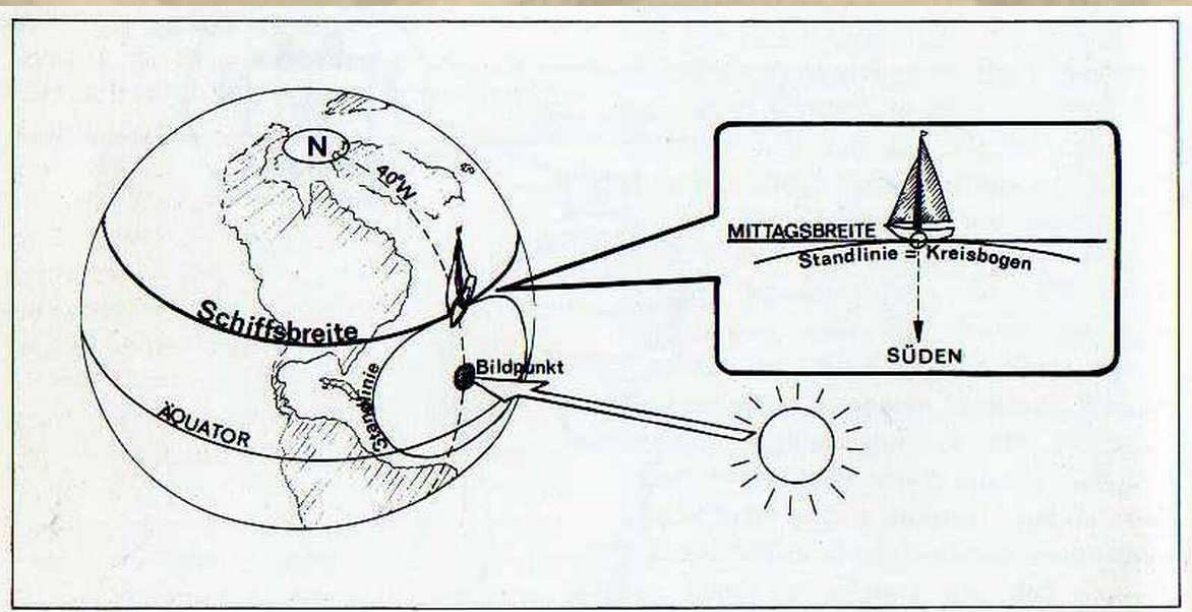 N
40°W
Schiffsbreite
Bildpunkt
Standlinie
ÄQUATOR
MITTAGSBREITE
Standlinie = Kreisbogen
SÜDEN